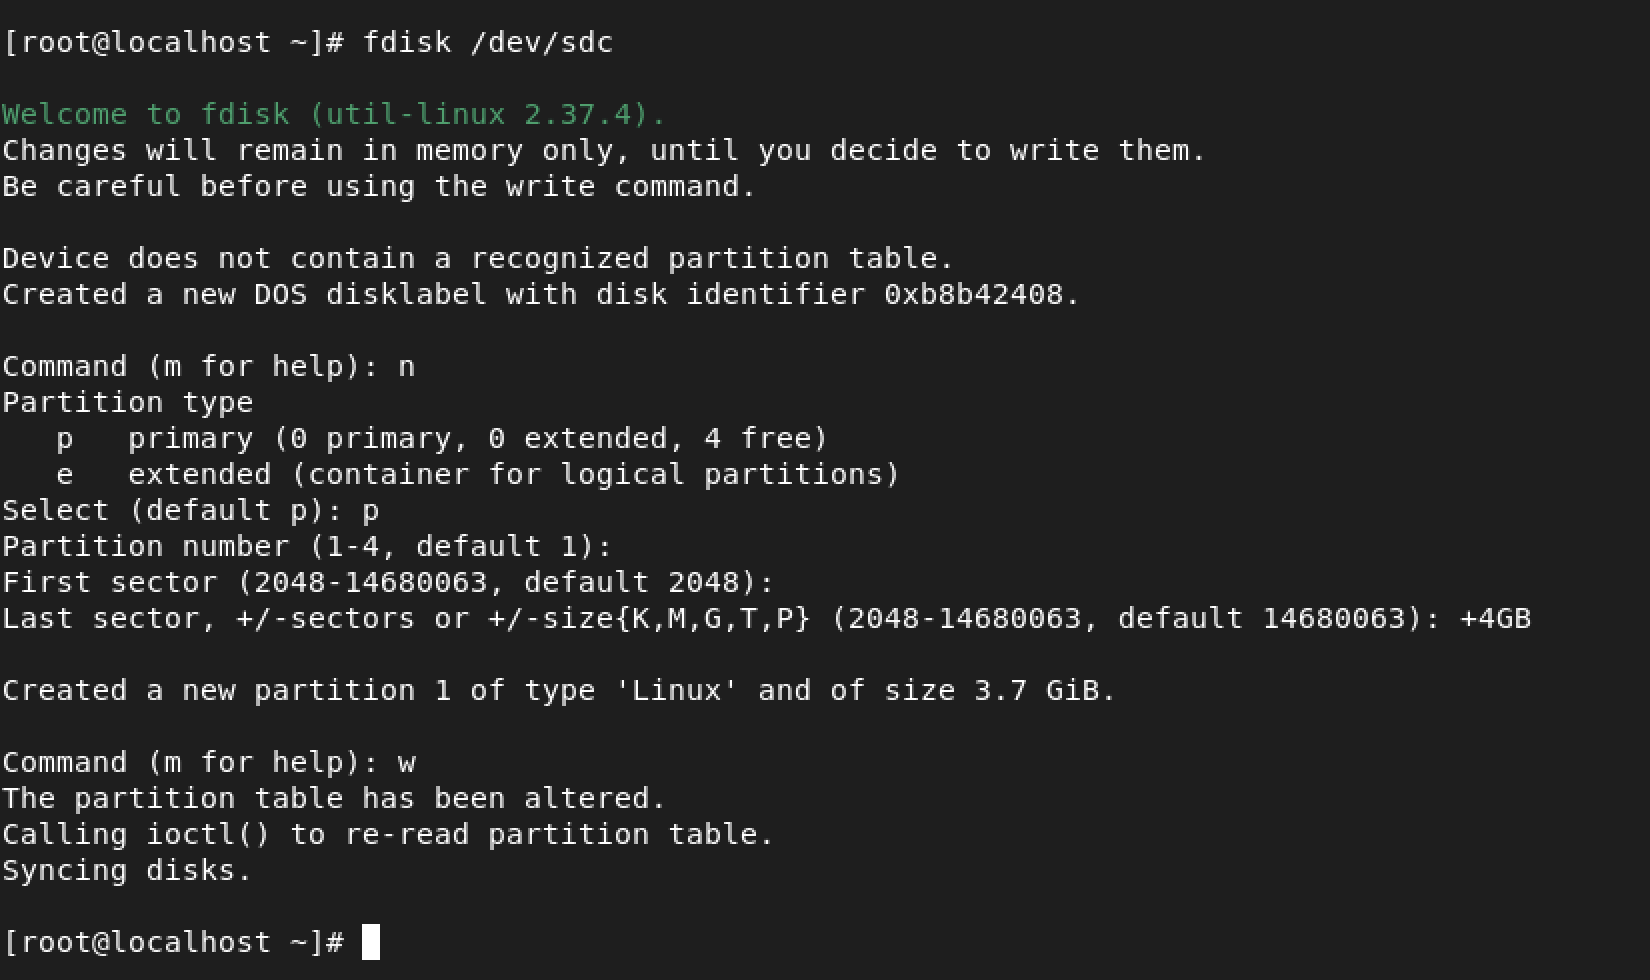 [root@localhost ~]# fdisk /dev/sdc
Welcome to fdisk (util-linux 2.37.4).
Changes will remain in memory only, until you decide to write them.
Be careful before using the write command.
Device does not contain a recognized partition table.
Created a new DOS disklabel with disk identifier 0xb8b42408.
Command (m for help): n
Partition type
   p   primary (0 primary, 0 extended, 4 free)
   e   extended (container for logical partitions)
Select (default p): p
Partition number (1-4, default 1):
First sector (2048-14680063, default 2048):
Last sector, +/-sectors or +/-size{K,M,G,T,P} (2048-14680063, default 14680063): +4GB
Created a new partition 1 of type 'Linux' and of size 3.7 GiB.
Command (m for help): w
The partition table has been altered.
Calling ioctl() to re-read partition table.
Syncing disks.
[root@localhost ~]#